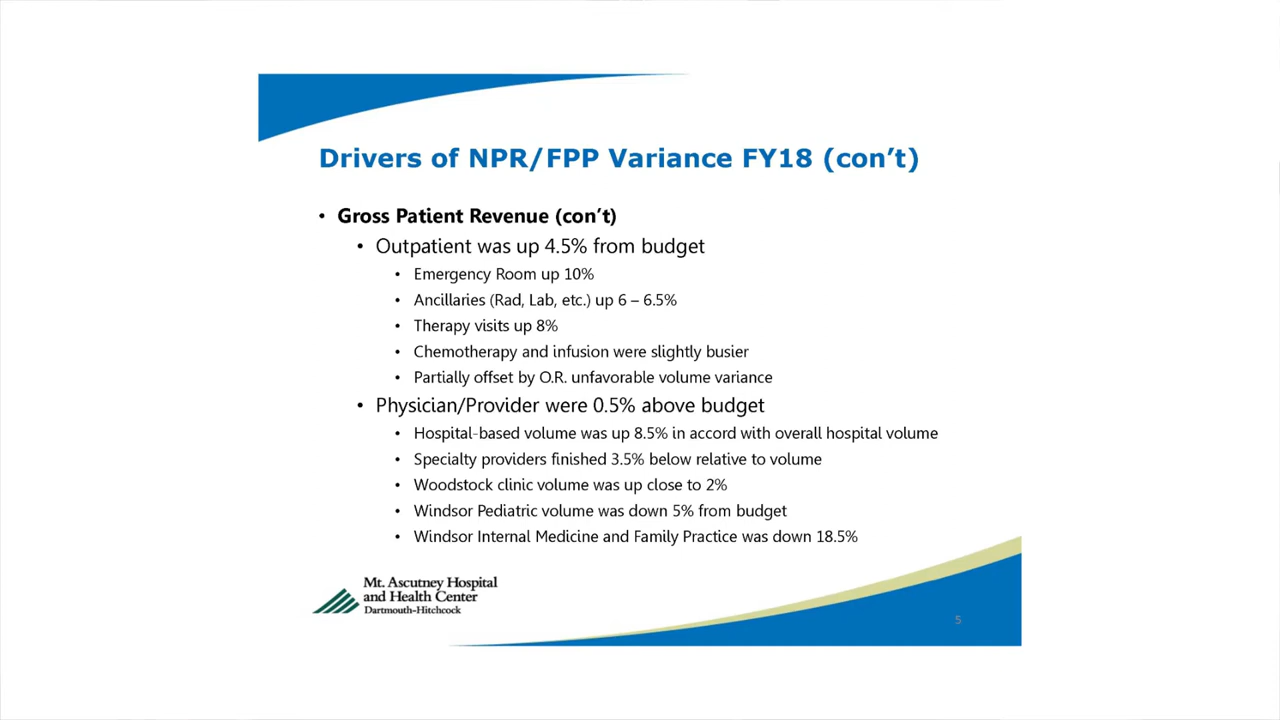 Drivers of NPR/FPP Variance FY18 (con’t)
• Gross Patient Revenue (con’t)
• Outpatient was up 4.5% from budget
• Emergency Room up 10%
• Ancillaries (Rad, Lab, etc.) up 6 – 6.5%
• Therapy visits up 8%
• Chemotherapy and infusion were slightly busier
• Partially offset by O.R. unfavorable volume variance
• Physician/Provider were 0.5% above budget
• Hospital-based volume was up 8.5% in accord with overall hospital volume
• Specialty providers finished 3.5% below relative to volume
• Woodstock clinic volume was up close to 2%
• Windsor Pediatric volume was down 5% from budget
• Windsor Internal Medicine and Family Practice was down 18.5%
Mt. Ascutney Hospital
and Health Center
Dartmouth-Hitchcock
5